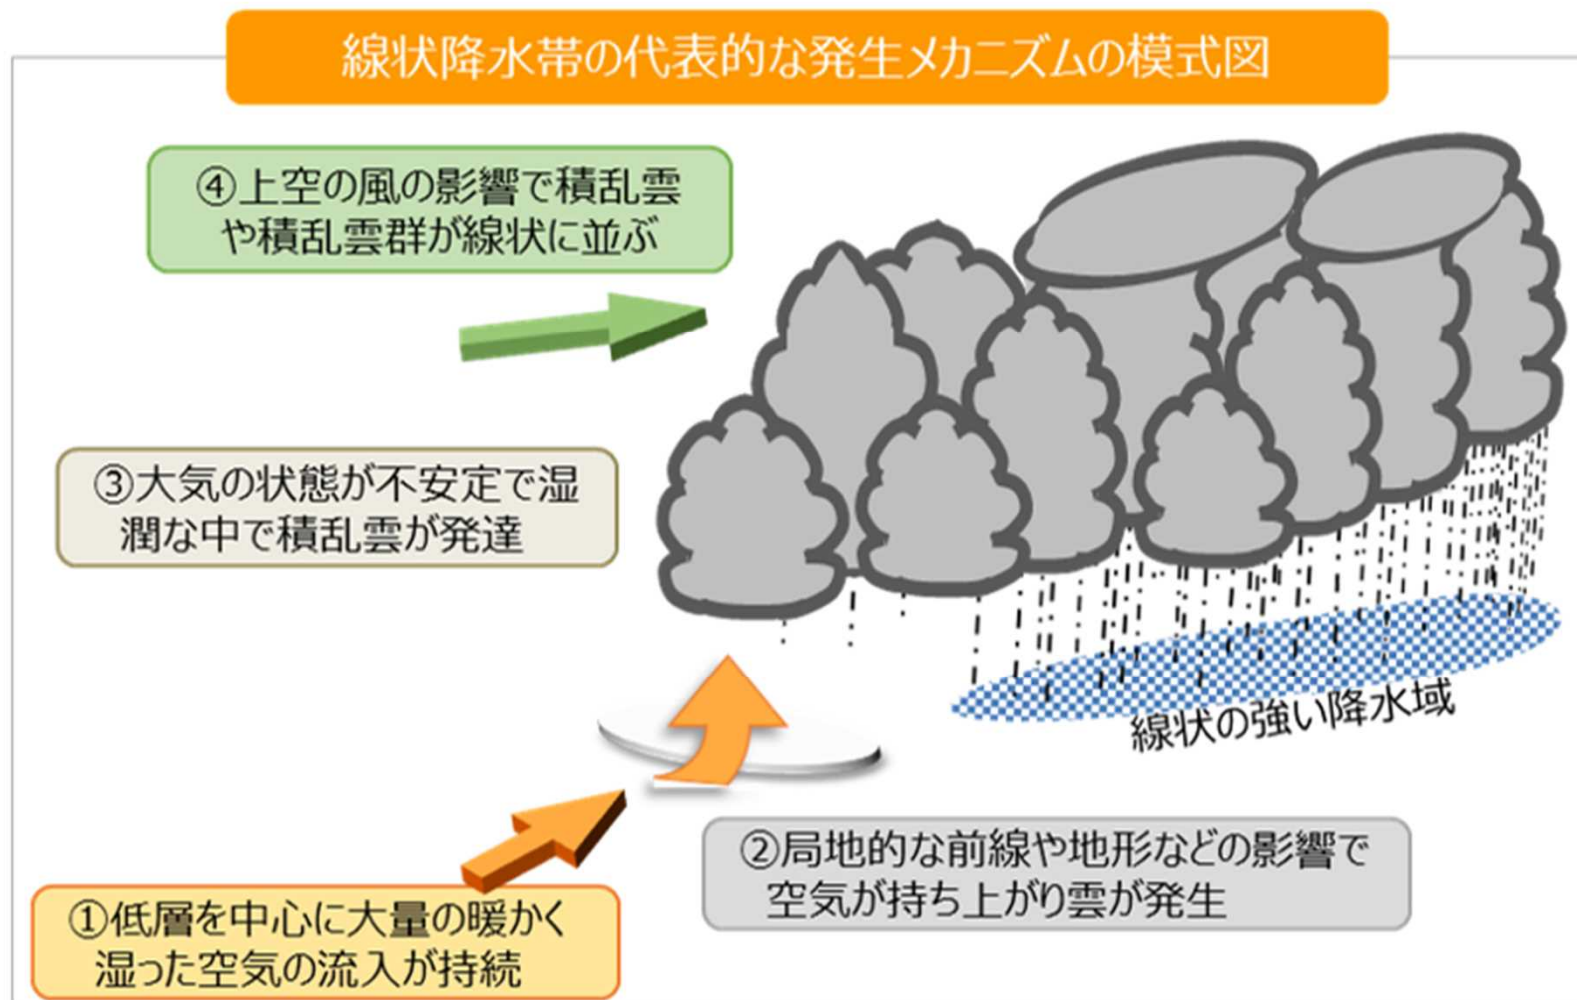 線状降水帯の代表的な発生メカニズムの模式図
④上空の風の影響で積乱雲
や積乱雲群が線状に並ぶ
③大気の状態が不安定で湿
潤な中で積乱雲が発達
線状の強い降水域
②局地的な前線や地形などの影響で
空気が持ち上がり雲が発生
①低層を中心に大量の暖かく
湿った空気の流入が持続